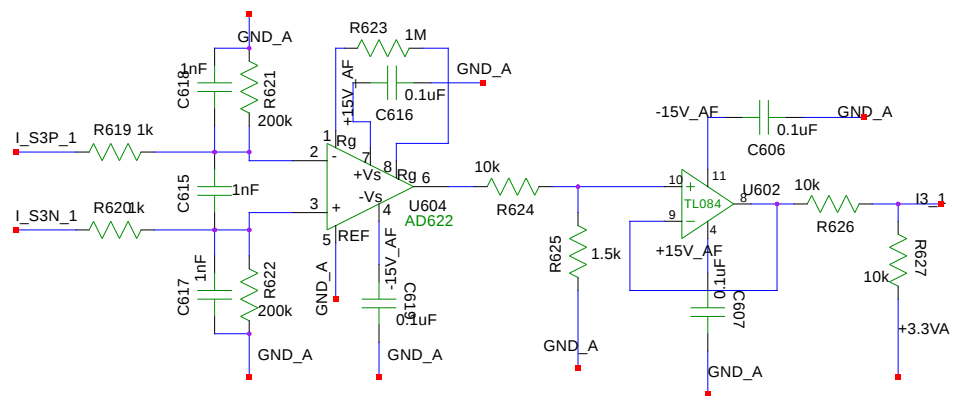 GND_A
1nF
C618
R621
200k
I_S3P_1
R619 1k
C615
1nF
I_S3N_1
R620
1k
1nF
C617
R622
200k
GND_A
R623
1M
+15V_AF
GND_A
0.1uF
C616
1
Rg
2
-
7
8
Rg
+Vs
6
-Vs
3
+
4
U604
AD622
5
REF
GND_A
-15V_AF
C619
0.1uF
GND_A
10k
R624
R625
1.5k
GND_A
-15V_AF
GND_A
0.1uF
C606
10
+
11
TL084
U602
8
9
-
4
+15V_AF
0.1uF
C607
GND_A
10k
R626
I3_1
R627
10k
+3.3VA